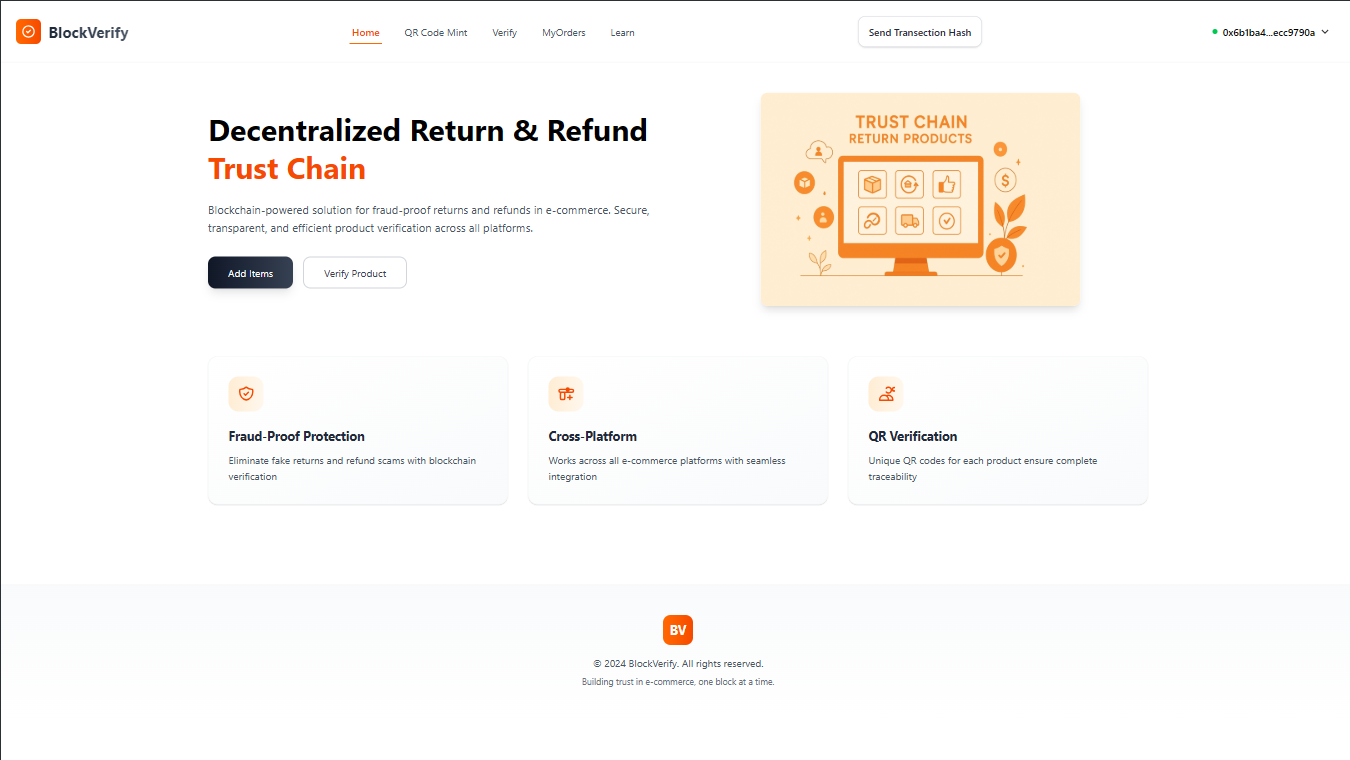 BlockVerify
Home
QR Code Mint
Verify
MyOrders
Learn
Send Transection Hash
0x6b1ba4...ecc9790a
Decentralized Return & Refund
Trust Chain
Blockchain-powered solution for fraud-proof returns and refunds in e-commerce. Secure,
transparent, and efficient product verification across all platforms.
Add Items
Verify Product
TRUST CHAIN
RETURN PRODUCTS
$
Fraud-Proof Protection
Eliminate fake returns and refund scams with blockchain
verification
Cross-Platform
Works across all e-commerce platforms with seamless
integration
QR Verification
Unique QR codes for each product ensure complete
traceability
BV
© 2024 BlockVerify. All rights reserved.
Building trust in e-commerce, one block at a time.